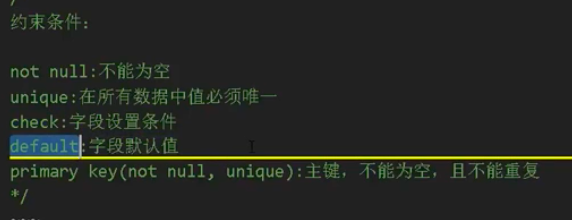 约束条件：
not null:不能为空
unique:在所有数据中值必须唯一
check:字段设置条件
default:字段默认值
primary key(not null, unique):主键，不能为空，且不能重复
*/